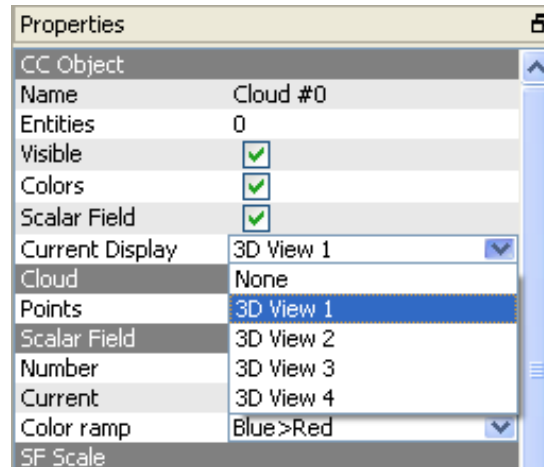 Properties
CC Object
Name Cloud #0
Entities 0
Visible
Colors
Scalar Field
Current Display 3D View 1
Cloud None
Points 3D View 1
Scalar Field 3D View 2
Number 3D View 3
Current 3D View 4
Color ramp Blue>Red
SF Scale